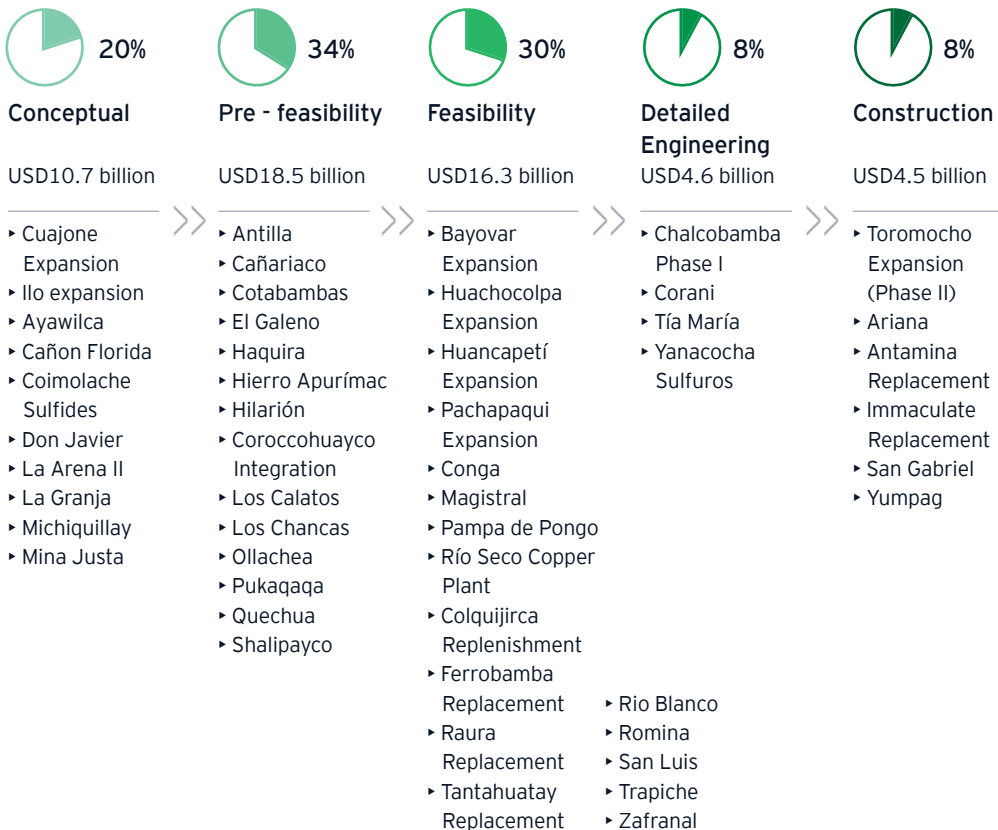 20%
Conceptual
USD10.7 billion
‣ Cuajone
Expansion
‣ Ilo expansion
‣ Ayawilca
‣ Cañon Florida
‣ Coimolache
Sulfides
‣ Don Javier
‣ La Arena II
‣ La Granja
‣ Michiquillay
‣ Mina Justa
34%
Pre - feasibility
USD18.5 billion
‣ Antilla
‣ Cañariaco
‣ Cotabambas
‣ El Galeno
‣ Haquira
‣ Hierro Apurímac
‣ Hilarión
‣ Coroccohuayco
Integration
‣ Los Calatos
‣ Los Chancas
‣ Ollachea
‣ Pukaqaqa
‣ Quechua
‣ Shalipayco
30%
Feasibility
USD16.3 billion
‣ Bayovar
Expansion
‣ Huachocolpa
Expansion
‣ Huancapetí
Expansion
‣ Pachapaqui
Expansion
‣ Conga
‣ Magistral
‣ Pampa de Pongo
‣ Río Seco Copper
Plant
‣ Colquijirca
Replenishment
‣ Ferrobamba
Replacement
‣ Raura
Replacement
‣ Tantahuatay
Replacement
‣ Rio Blanco
‣ Romina
‣ San Luis
‣ Trapiche
‣ Zafranal
8%
Detailed
Engineering
USD4.6 billion
‣ Chalcobamba
Phase I
‣ Corani
‣ Tía María
‣ Yanacocha
Sulfuros
8%
Construction
USD4.5 billion
‣ Toromocho
Expansion
(Phase II)
‣ Ariana
‣ Antamina
Replacement
‣ Immaculate
Replacement
‣ San Gabriel
‣ Yumpag